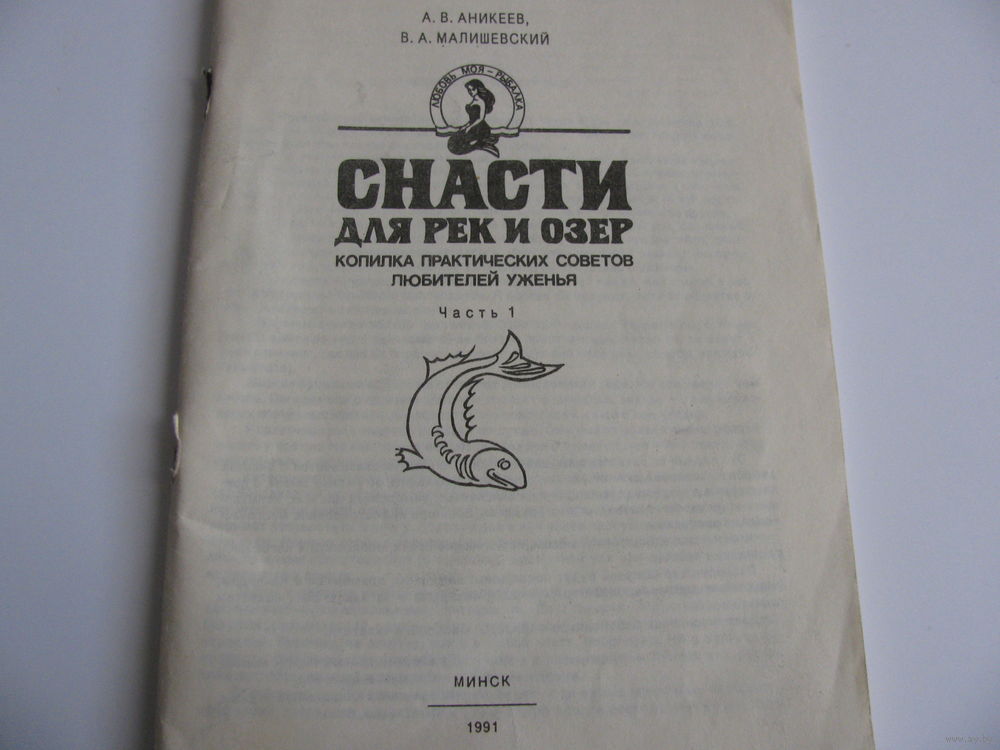 А. В. АНИКЕЕВ,
В. А. МАЛИШЕВСКИЙ
ЛЮБОВЬ МОЯ – РЫБАЛКА
СНАСТИ
ДЛЯ РЕК И ОЗЕР
КОПИЛКА ПРАКТИЧЕСКИХ СОВЕТОВ
ЛЮБИТЕЛЕЙ УЖЕНЬЯ
Часть 1
МИНСК
1991